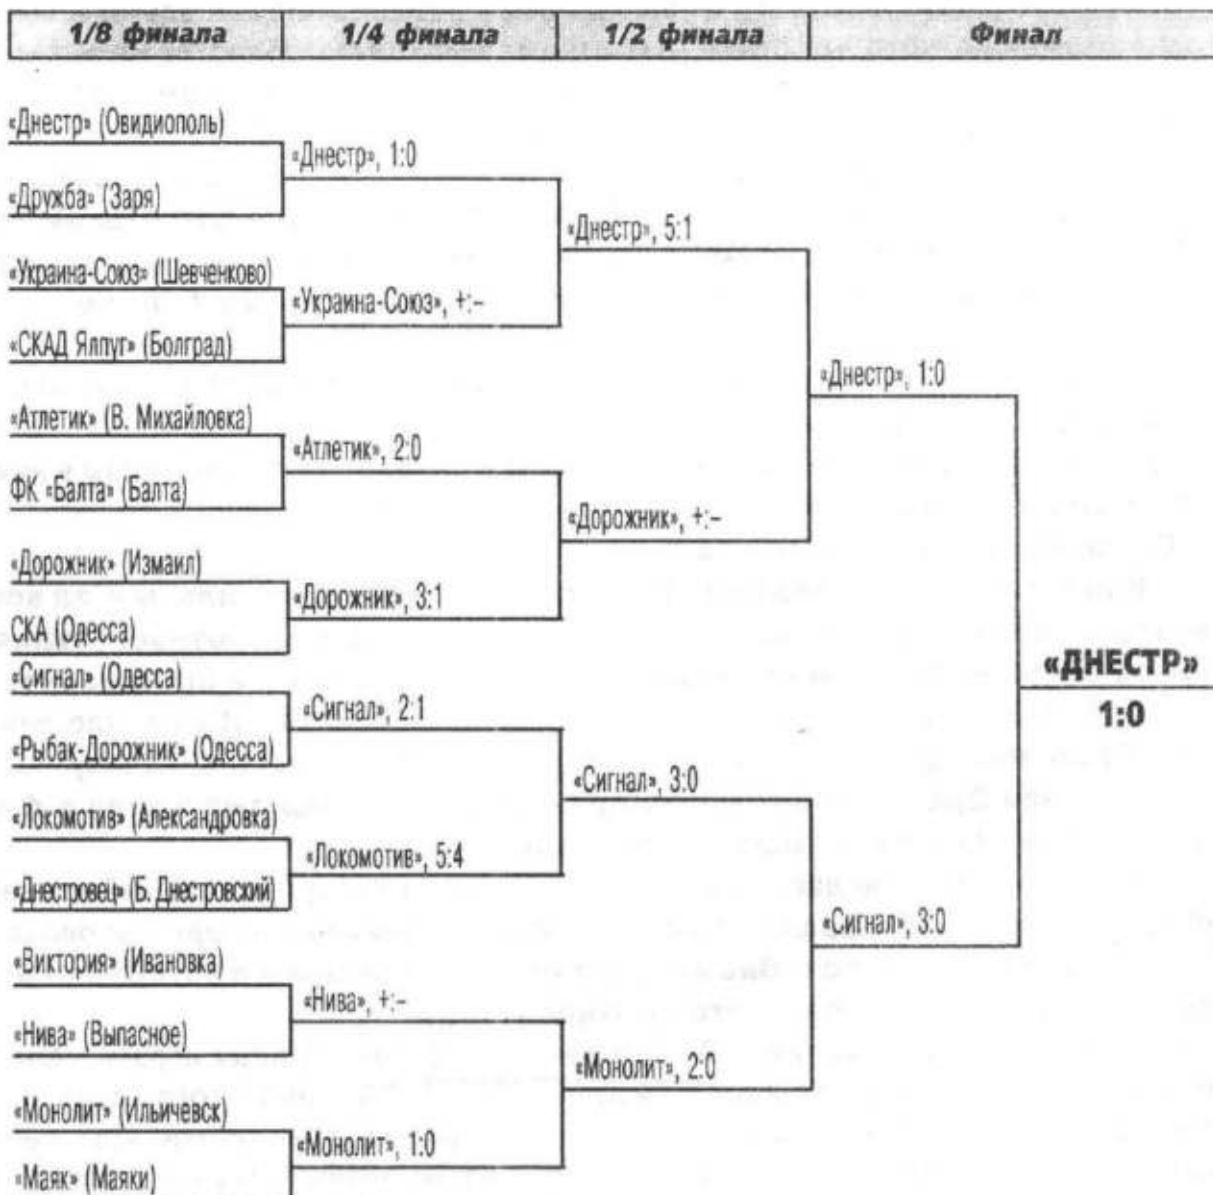 1/8 финала 1/4 финала 1/2 финала Финал
«Днестр» (Овидиополь)
«Днестр», 1:0
«Дружба» (Заря)
«Днестр», 5:1
«Украина-Союз» (Шевченково)
«Украина-Союз», +:–
«СКАД Ялпуг» (Болград)
«Днестр», 1:0
«Атлетик» (В. Михайловка)
«Атлетик», 2:0
ФК «Балта» (Балта)
«Дорожник», +:–
«Дорожник» (Измаил)
«Дорожник», 3:1
СКА (Одесса)
«ДНЕСТР»
«Сигнал» (Одесса)
«Сигнал», 2:1
1:0
«Рыбак-Дорожник» (Одесса)
«Сигнал», 3:0
«Локомотив» (Александровка)
«Локомотив», 5:4
«Днестровец» (Б. Днестровский)
«Сигнал», 3:0
«Виктория» (Ивановка)
«Нива», +:–
«Нива» (Выпасное)
«Монолит», 2:0
«Монолит» (Ильичевск)
«Монолит», 1:0
«Маяк» (Маяки)